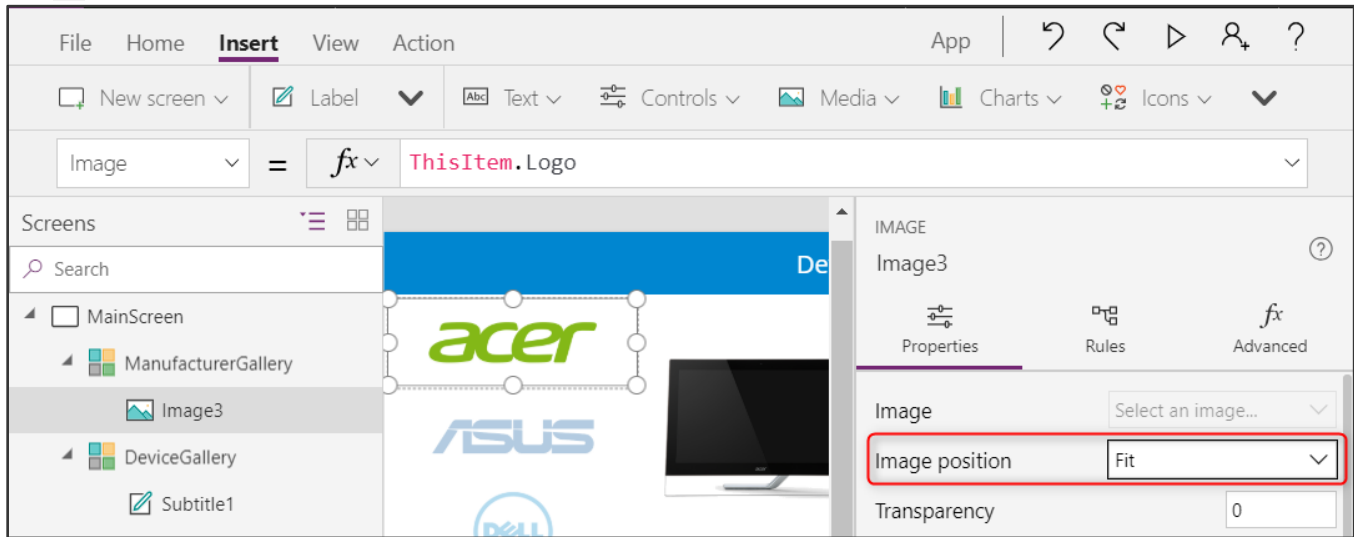 File Home Insert View Action App ?
New screen Label Abc Text Controls Media Charts Icons
Image = fx ThisItem.Logo
Screens
Search
MainScreen
ManufacturerGallery
Image3
DeviceGallery
Subtitle1
De
acer
ASUS
DELL
acer
IMAGE
Image3
?
Properties Rules fx Advanced
Image Select an image...
Image position Fit
Transparency 0